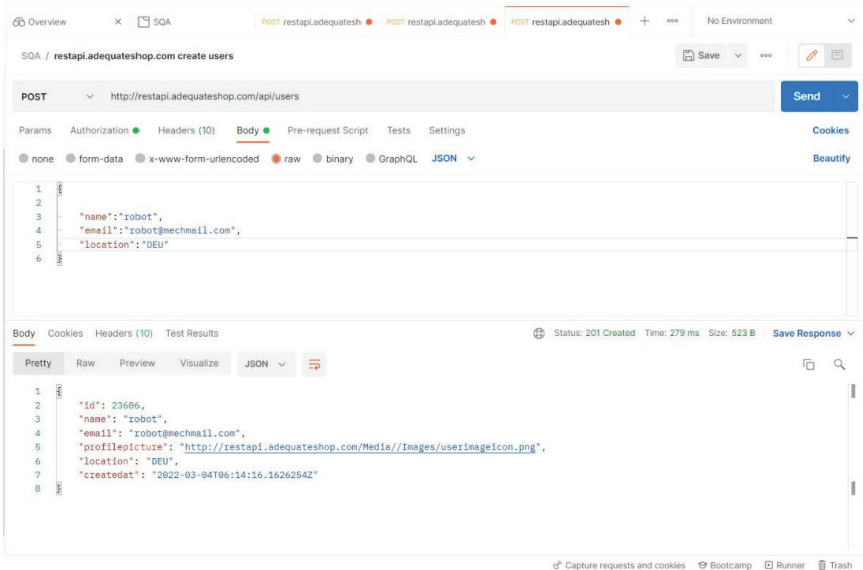 Overview × SQA POST restapi.adequatesh POST restapi.adequatesh POST restapi.adequatesh + ooo No Environment
SQA / restapi.adequateshop.com create users Save ooo
POST http://restapi.adequateshop.com/api/users Send
Params Authorization Headers (10) Body Pre-request Script Tests Settings Cookies
none form-data x-www-form-urlencoded raw binary GraphQL JSON Beautify
1 {
2
3 "name":"robot",
4 "email":"robot@mechmail.com",
5 "location":"DEU"
6 }
Body Cookies Headers (10) Test Results Status: 201 Created Time: 279 ms Size: 523 B Save Response
Pretty Raw Preview Visualize JSON
1 {
2 "id": 23606,
3 "name": "robot",
4 "email": "robot@mechmail.com",
5 "profilepicture": "http://restapi.adequateshop.com/Media//Images/userimageicon.png",
6 "location": "DEU",
7 "createdat": "2022-03-04T06:14:16.1626254Z"
8 }
Capture requests and cookies Bootcamp Runner Trash